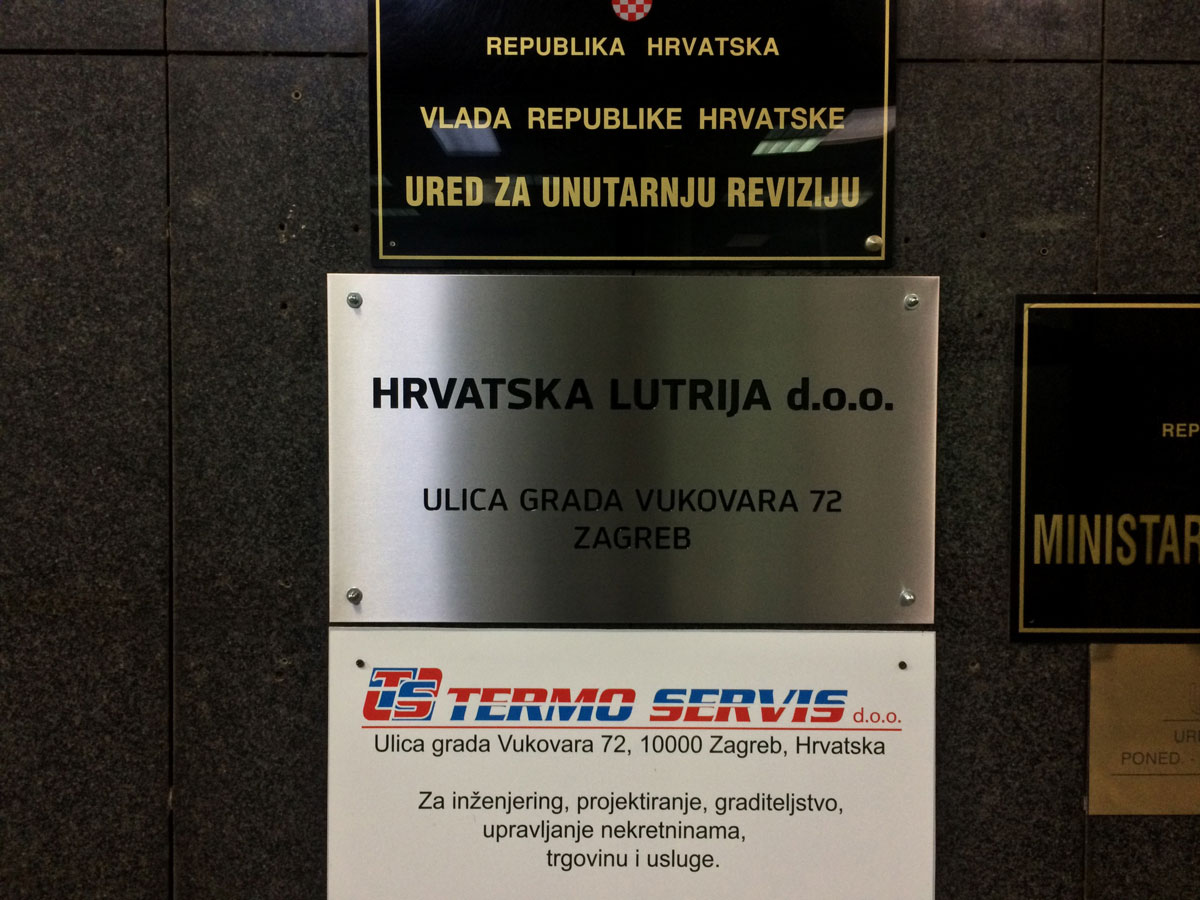 REPUBLIKA HRVATSKA
VLADA REPUBLIKE HRVATSKE
URED ZA UNUTARNJU REVIZIJU
HRVATSKA LUTRIJA d.o.o.
ULICA GRADA VUKOVARA 72
ZAGREB
TS TERMO SERVIS d.o.o.
Ulica grada Vukovara 72, 10000 Zagreb, Hrvatska
Za inženjering, projektiranje, graditeljstvo,
upravljanje nekretninama,
trgovinu i usluge.
REP
MINISTAR
PONED. -